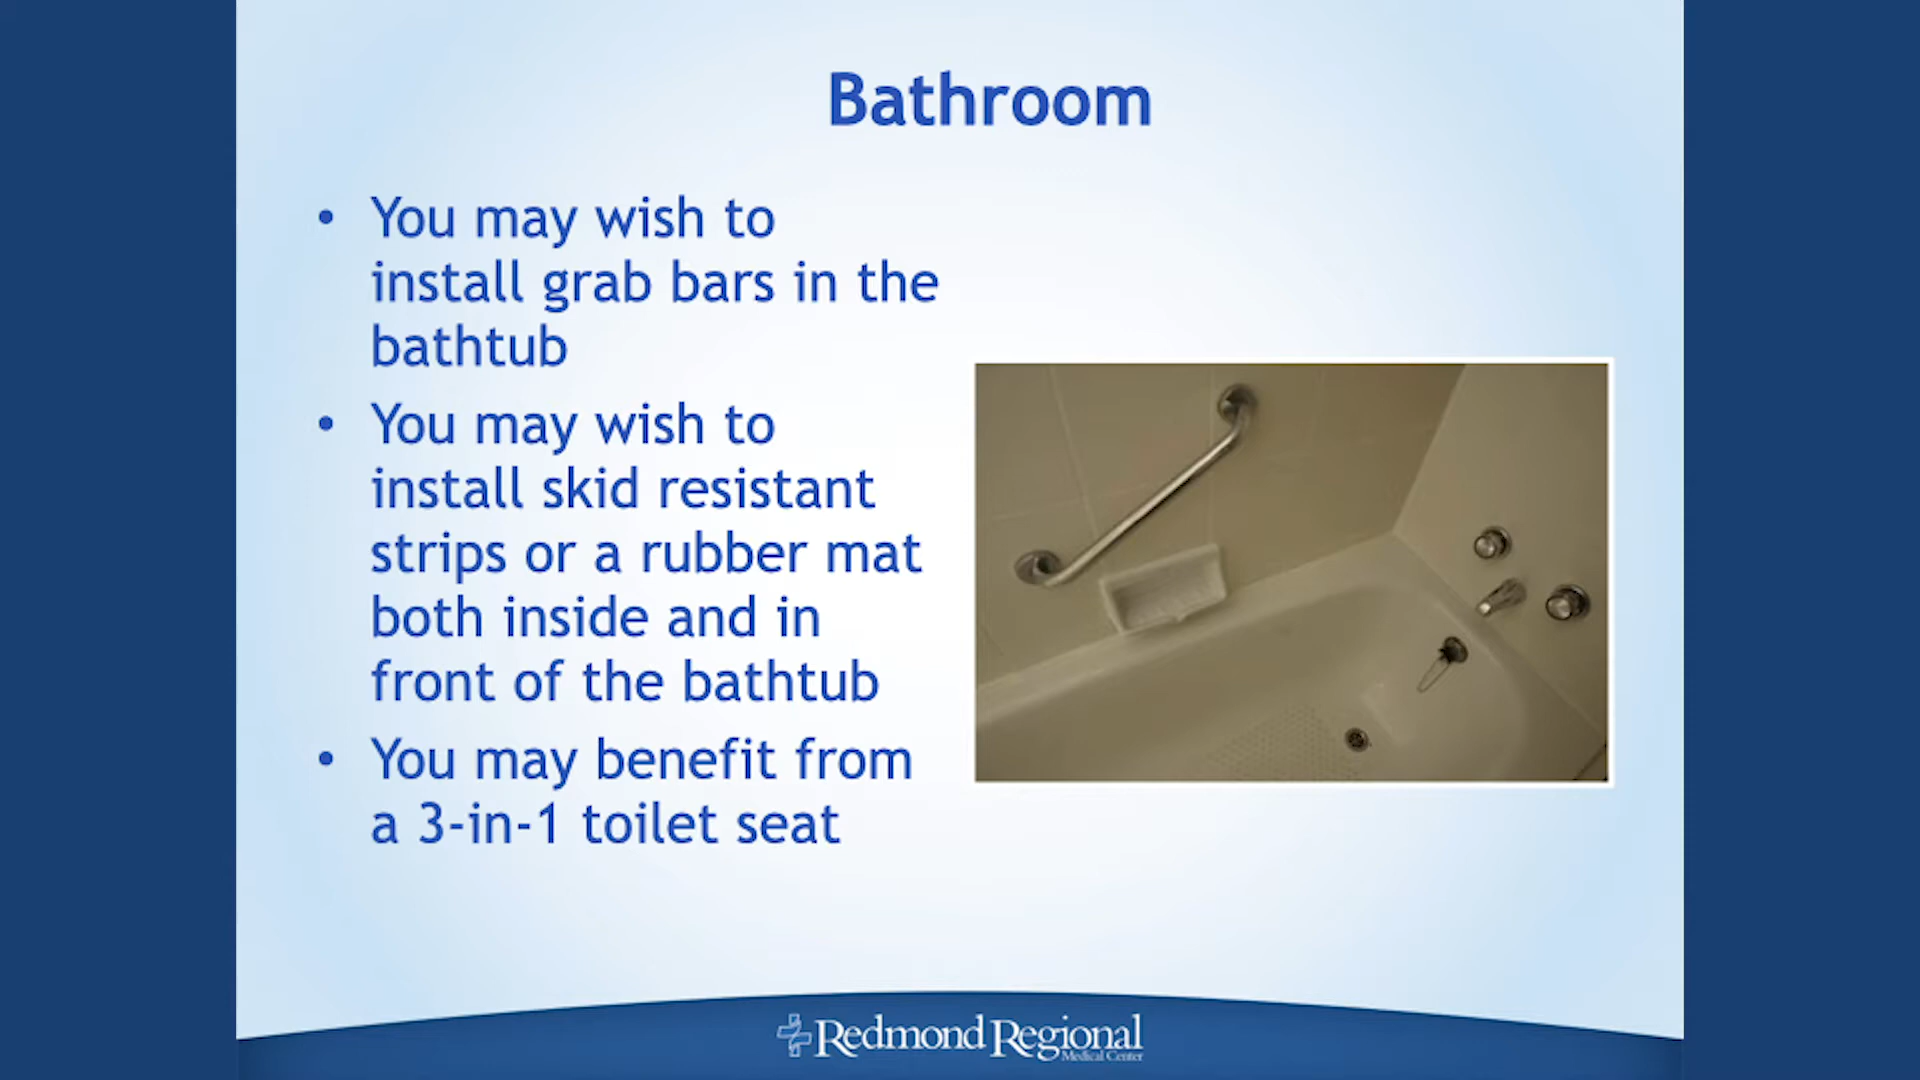 Bathroom
• You may wish to
install grab bars in the
bathtub
• You may wish to
install skid resistant
strips or a rubber mat
both inside and in
front of the bathtub
• You may benefit from
a 3-in-1 toilet seat
Redmond Regional
Medical Center